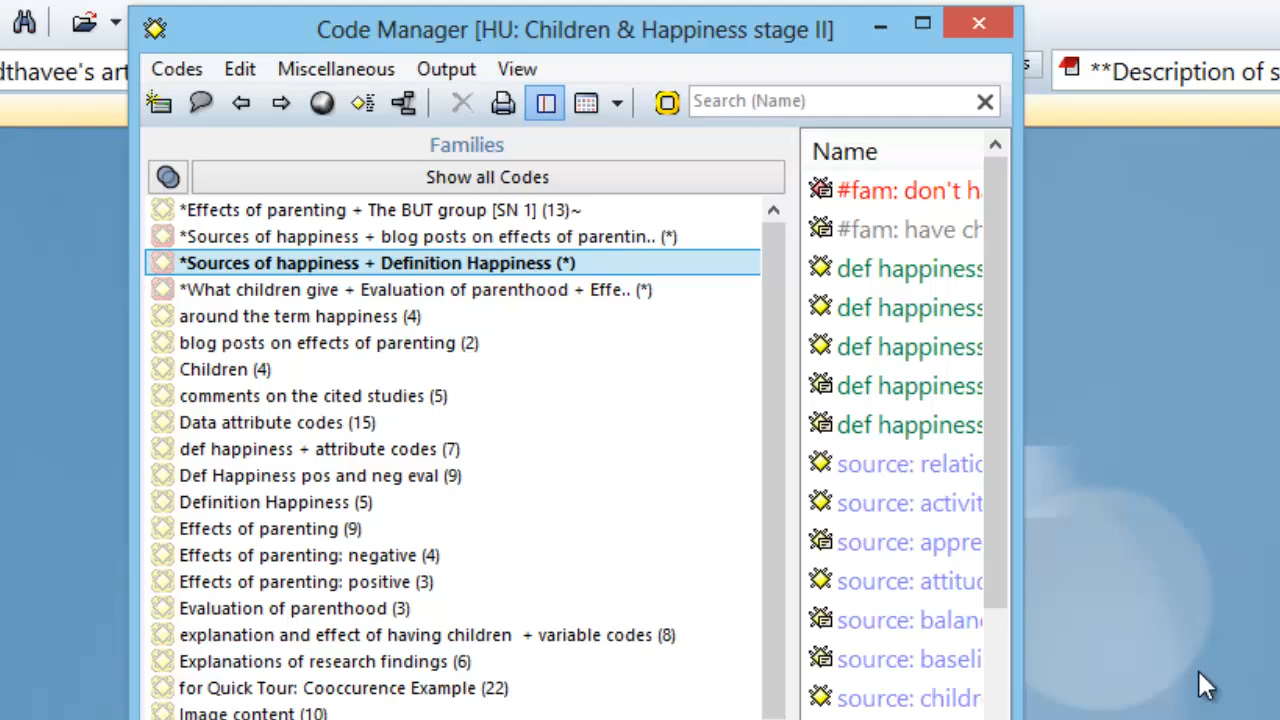 Code Manager [HU: Children & Happiness stage II]
dthavee's art
s
**Description of s
Codes Edit Miscellaneous Output View
Search (Name)
Families
Show all Codes
*Effects of parenting + The BUT group [SN 1] (13)~
*Sources of happiness + blog posts on effects of parentin.. (*)
*Sources of happiness + Definition Happiness (*)
*What children give + Evaluation of parenthood + Effe.. (*)
around the term happiness (4)
blog posts on effects of parenting (2)
Children (4)
comments on the cited studies (5)
Data attribute codes (15)
def happiness + attribute codes (7)
Def Happiness pos and neg eval (9)
Definition Happiness (5)
Effects of parenting (9)
Effects of parenting: negative (4)
Effects of parenting: positive (3)
Evaluation of parenthood (3)
explanation and effect of having children + variable codes (8)
Explanations of research findings (6)
for Quick Tour: Cooccurence Example (22)
Image content (10)
Name
#fam: don't h
#fam: have ch
def happiness
def happiness
def happiness
def happiness
def happiness
source: relatio
source: activit
source: appre
source: attitud
source: balanc
source: baseli
source: childr